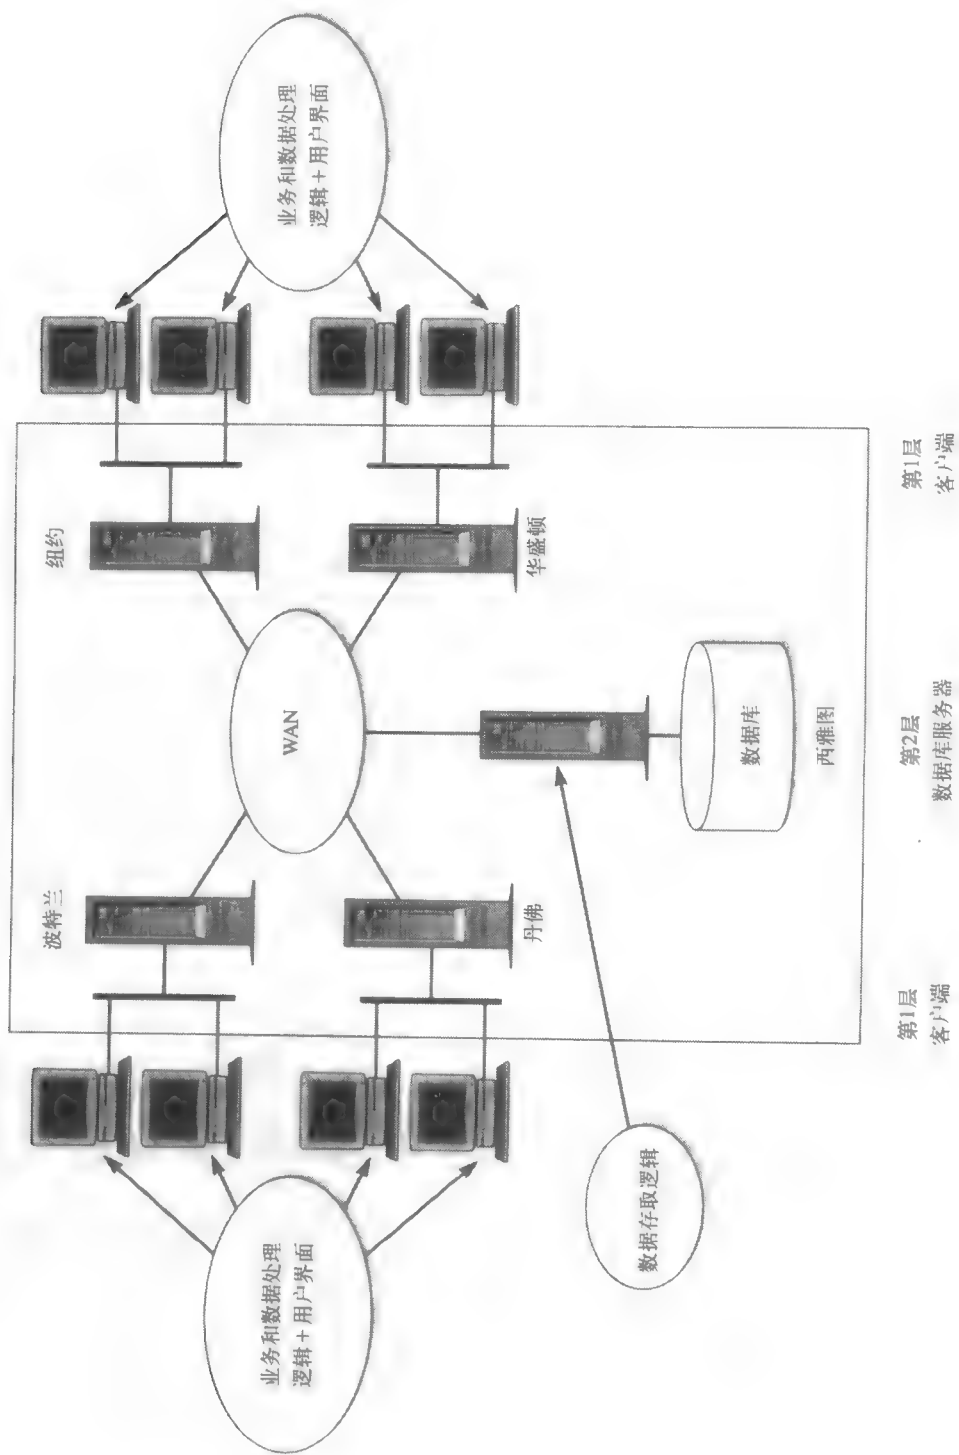 波特兰
纽约
业务和数据处理
逻辑+用户界面
WAN
业务和数据处理
逻辑+用户界面
丹佛
华盛顿
数据存取逻辑
数据库
西雅图
第1层
客户端
第2层
数据库服务器
第1层
客户端